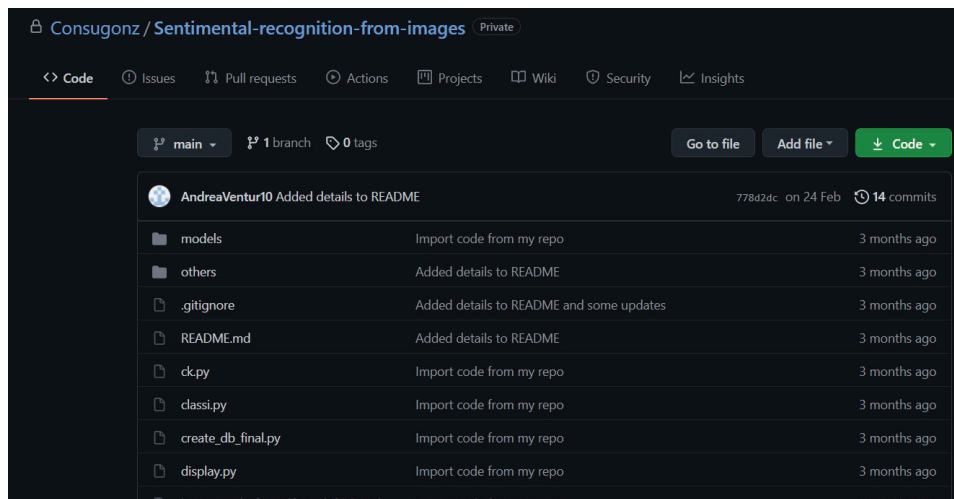 Consugonz / Sentimental-recognition-from-images Private
Code Issues Pull requests Actions Projects Wiki Security Insights
main 1 branch 0 tags Go to file Add file Code
AndreaVentur10 Added details to README 778d2dc on 24 Feb 14 commits
models Import code from my repo 3 months ago
others Added details to README 3 months ago
.gitignore Added details to README and some updates 3 months ago
README.md Added details to README 3 months ago
ck.py Import code from my repo 3 months ago
classi.py Import code from my repo 3 months ago
create_db_final.py Import code from my repo 3 months ago
display.py Import code from my repo 3 months ago